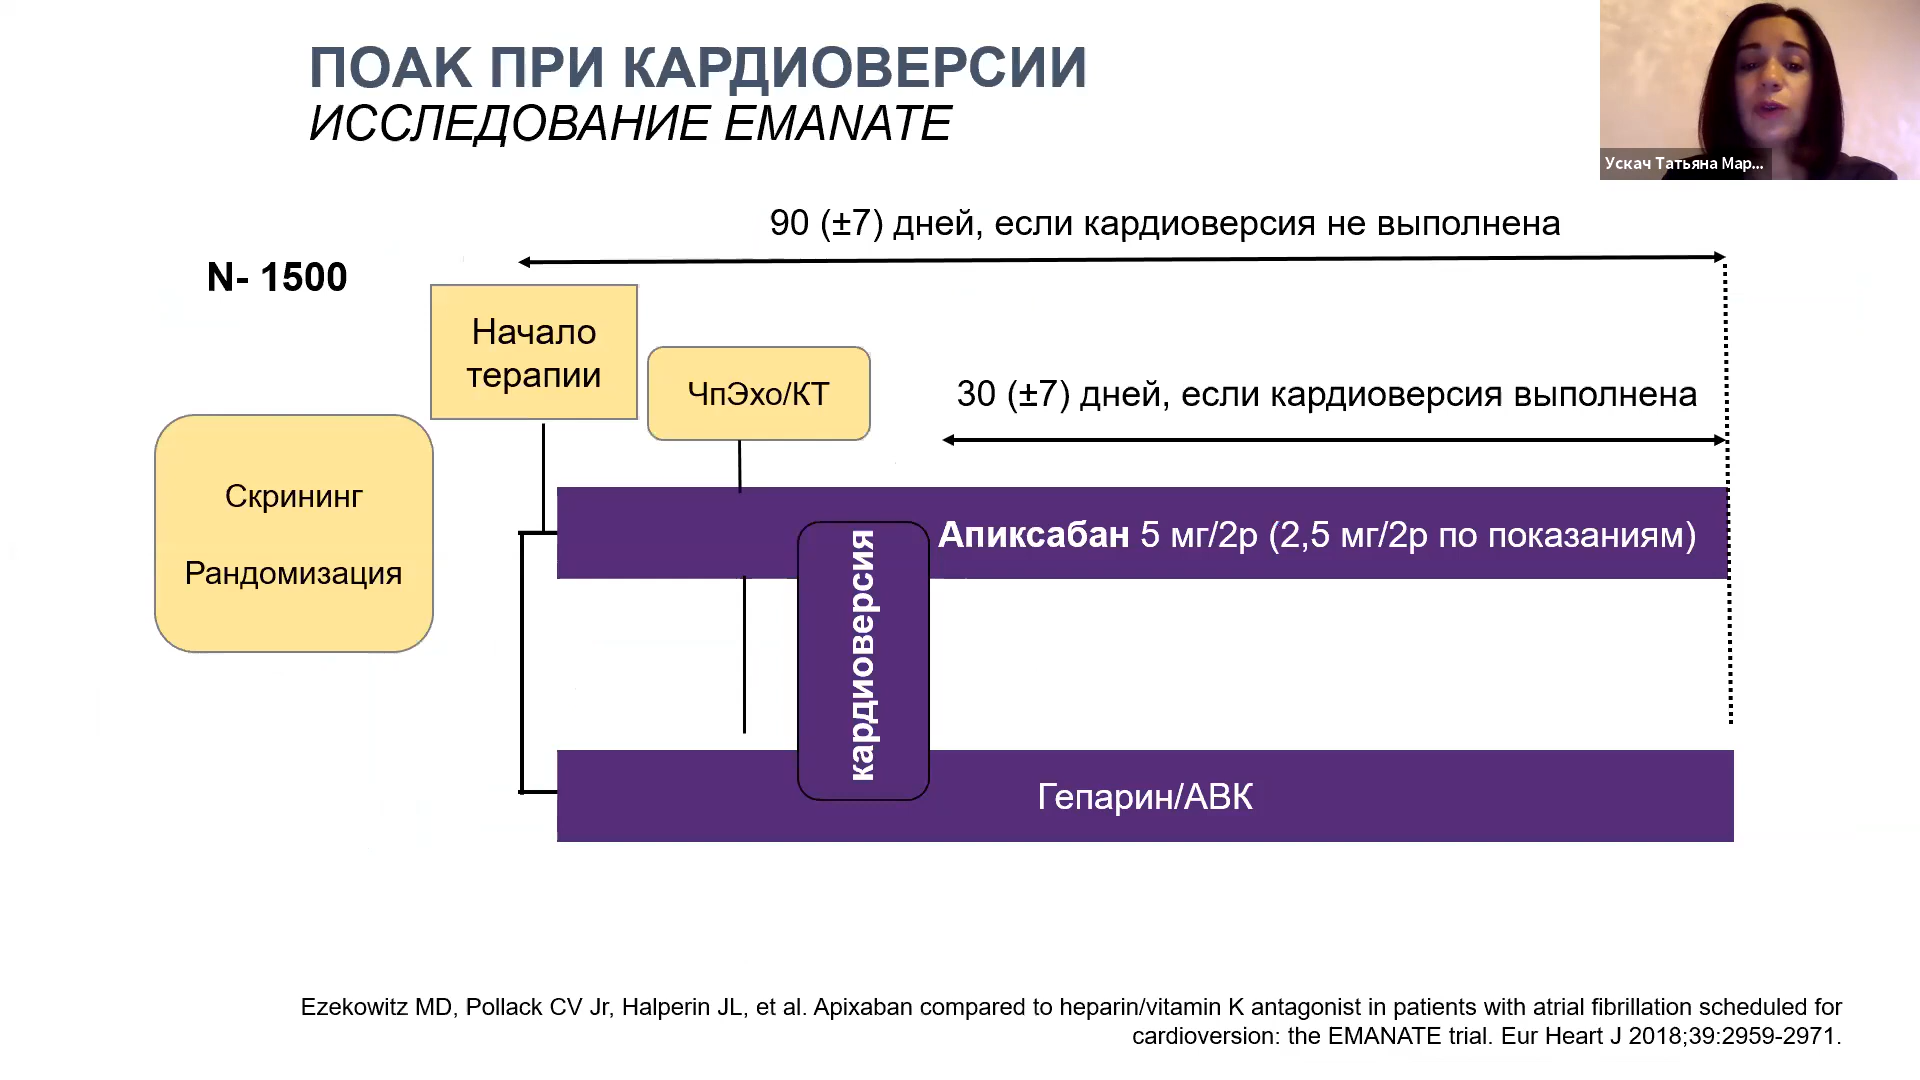 ПОАК ПРИ КАРДИОВЕРСИИ
ИССЛЕДОВАНИЕ EMANATE
Ускач Татьяна Мар...
90 (±7) дней, если кардиоверсия не выполнена
N- 1500
Начало
терапии
ЧпЭхо/КТ
30 (±7) дней, если кардиоверсия выполнена
Скрининг
Рандомизация
Апиксабан 5 мг/2р (2,5 мг/2р по показаниям)
кардиоверсия
Гепарин/АВК
Ezekowitz MD, Pollack CV Jr, Halperin JL, et al. Apixaban compared to heparin/vitamin K antagonist in patients with atrial fibrillation scheduled for
cardioversion: the EMANATE trial. Eur Heart J 2018;39:2959-2971.